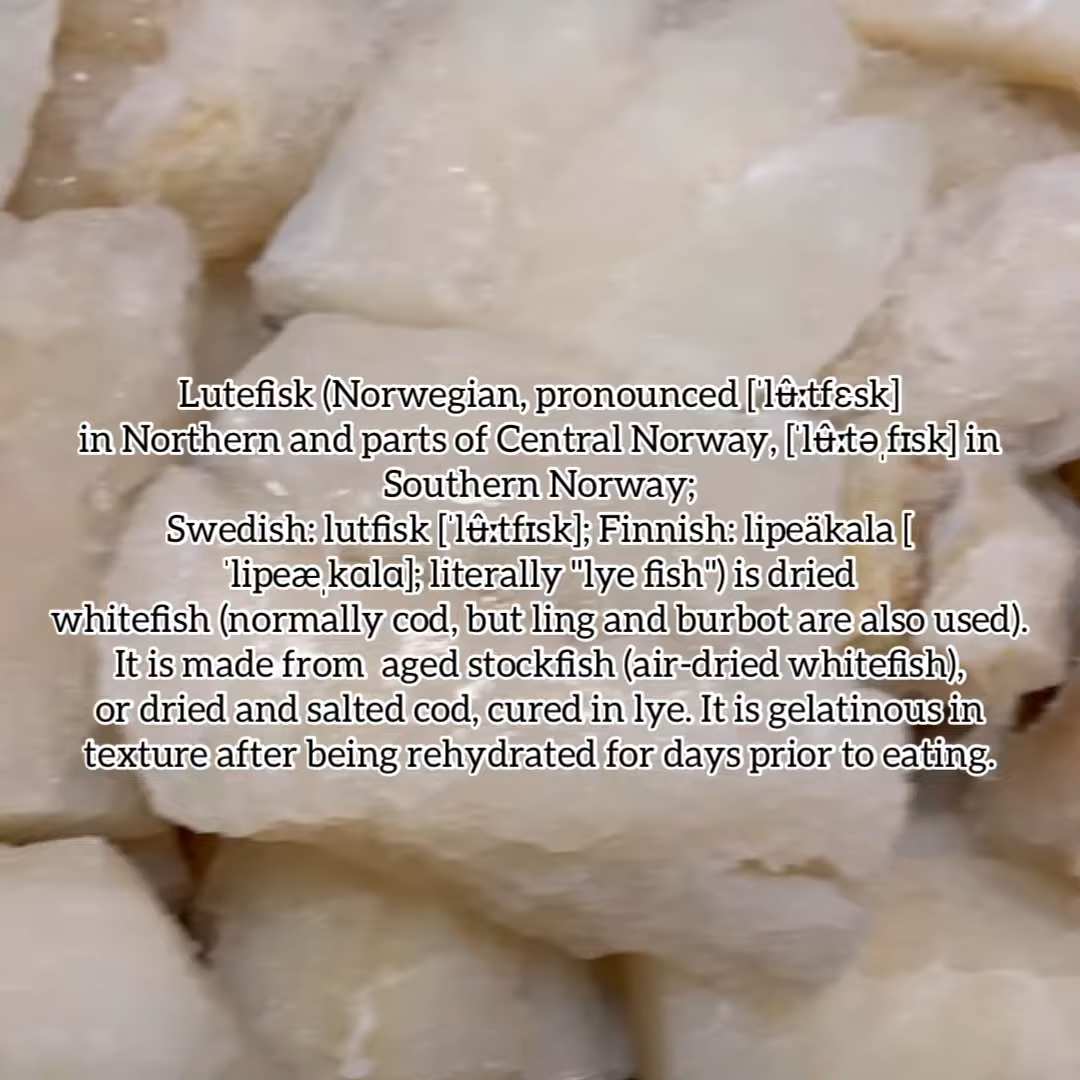 Lutefisk (Norwegian, pronounced [ˈlʉ̂ːtfɛsk]
in Northern and parts of Central Norway, [ˈlʉ̂ːtəˌfɪsk] in
Southern Norway;
Swedish: lutfisk [ˈlʉ̂ːtfɪsk]; Finnish: lipeäkala [
ˈlipeæˌkɑlɑ]; literally "lye fish") is dried
whitefish (normally cod, but ling and burbot are also used).
It is made from  aged stockfish (air-dried whitefish),
or dried and salted cod, cured in lye. It is gelatinous in
texture after being rehydrated for days prior to eating.